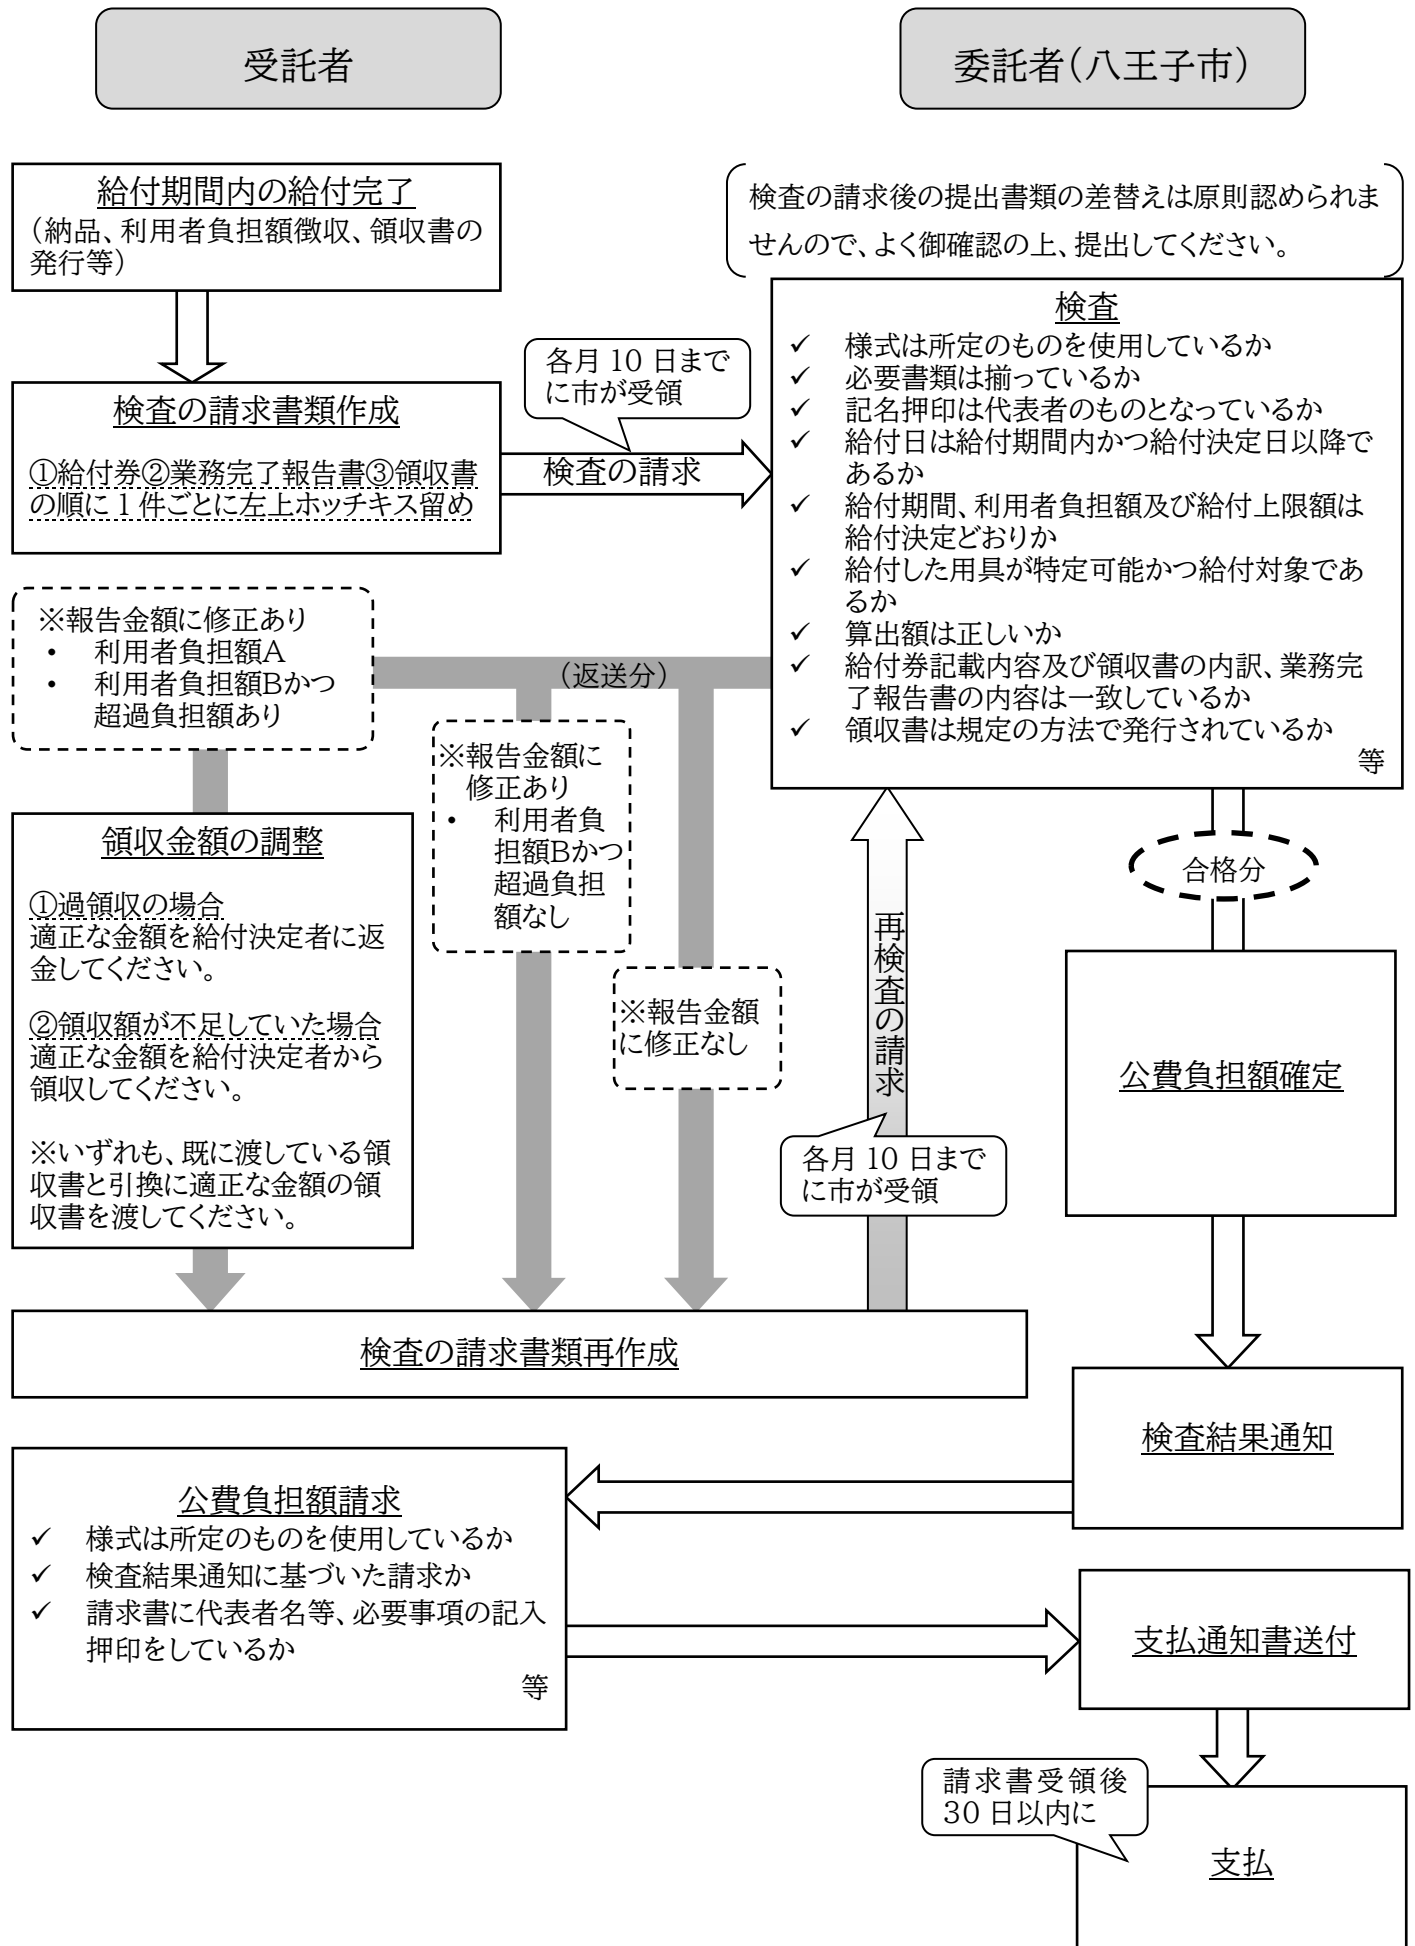 受託者
委託者（八王子市）
給付期間内の給付完了
（納品、利用者負担額徴収、領収書の
発行等）
検査の請求後の提出書類の差替えは原則認められま
せんので、よく御確認の上、提出してください。
検査の請求書類作成
①給付券②業務完了報告書③領収書
の順に１件ごとに左上ホッチキス留め
各月 10 日まで
に市が受領
検査の請求
検査
✓ 様式は所定のものを使用しているか
✓ 必要書類は揃っているか
✓ 記名押印は代表者のものとなっているか
✓ 給付日は給付期間内かつ給付決定日以降で
あるか
✓ 給付期間、利用者負担額及び給付上限額は
給付決定どおりか
✓ 給付した用具が特定可能かつ給付対象であ
るか
✓ 算出額は正しいか
✓ 給付券記載内容及び領収書の内訳、業務完
了報告書の内容は一致しているか
✓ 領収書は規定の方法で発行されているか
等
（返送分）
※報告金額に修正あり
・ 利用者負担額A
・ 利用者負担額Bかつ
超過負担額あり
※報告金額に
修正あり
・ 利用者負
担額Bかつ
超過負担
額なし
※報告金額
に修正なし
領収金額の調整
①過領収の場合
適正な金額を給付決定者に返
金してください。
②領収額が不足していた場合
適正な金額を給付決定者から
領収してください。
※いずれも、既に渡している領
収書と引換に適正な金額の領
収書を渡してください。
検査の請求書類再作成
再検査の請求
各月 10 日まで
に市が受領
合格分
公費負担額確定
検査結果通知
公費負担額請求
✓ 様式は所定のものを使用しているか
✓ 検査結果通知に基づいた請求か
✓ 請求書に代表者名等、必要事項の記入
押印をしているか
等
支払通知書送付
請求書受領後
30 日以内に
支払